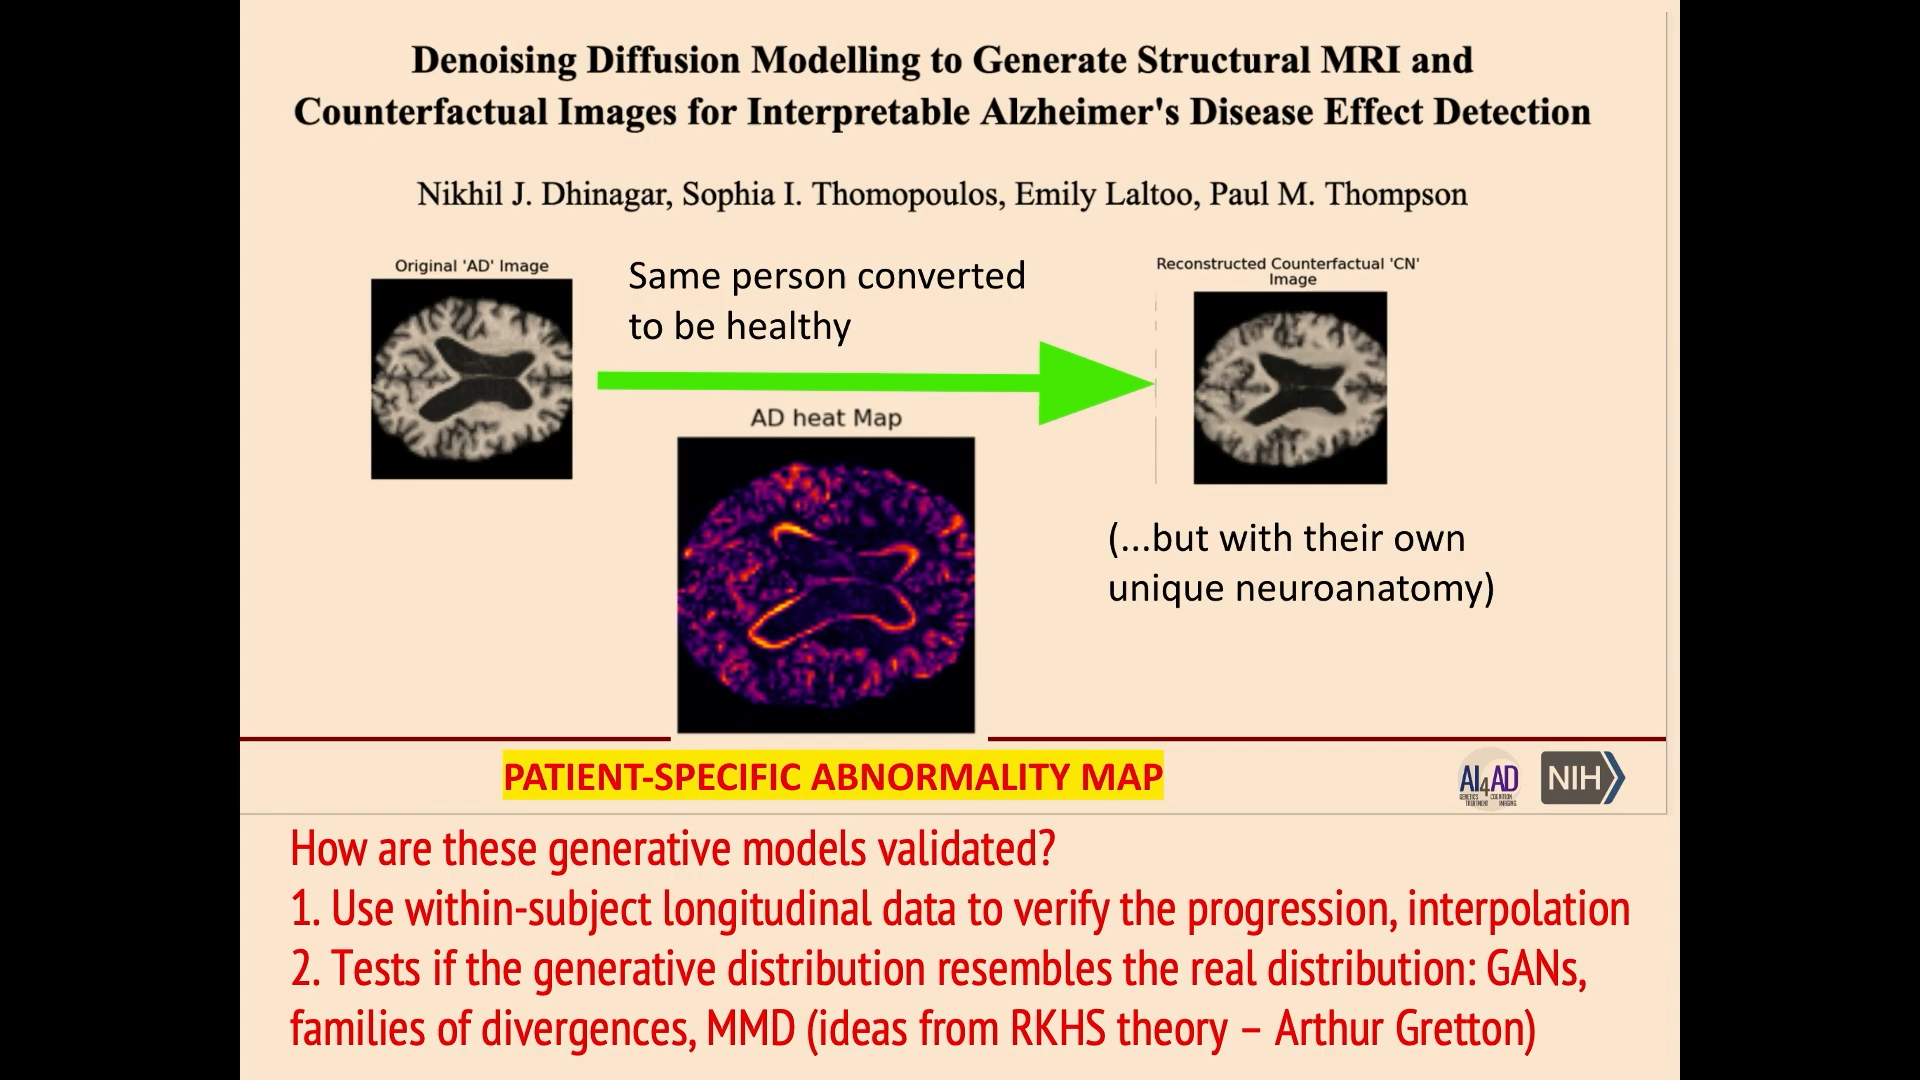 Denoising Diffusion Modelling to Generate Structural MRI and
Counterfactual Images for Interpretable Alzheimer's Disease Effect Detection
Nikhil J. Dhinagar, Sophia I. Thomopoulos, Emily Laltoo, Paul M. Thompson
Original 'AD' Image
Same person converted
to be healthy
Reconstructed Counterfactual 'CN'
Image
AD heat Map
(...but with their own
unique neuroanatomy)
PATIENT-SPECIFIC ABNORMALITY MAP
AI4AD
GENETICS COGNITION
TREATMENT IMAGING
NIH
How are these generative models validated?
1. Use within-subject longitudinal data to verify the progression, interpolation
2. Tests if the generative distribution resembles the real distribution: GANs,
families of divergences, MMD (ideas from RKHS theory – Arthur Gretton)